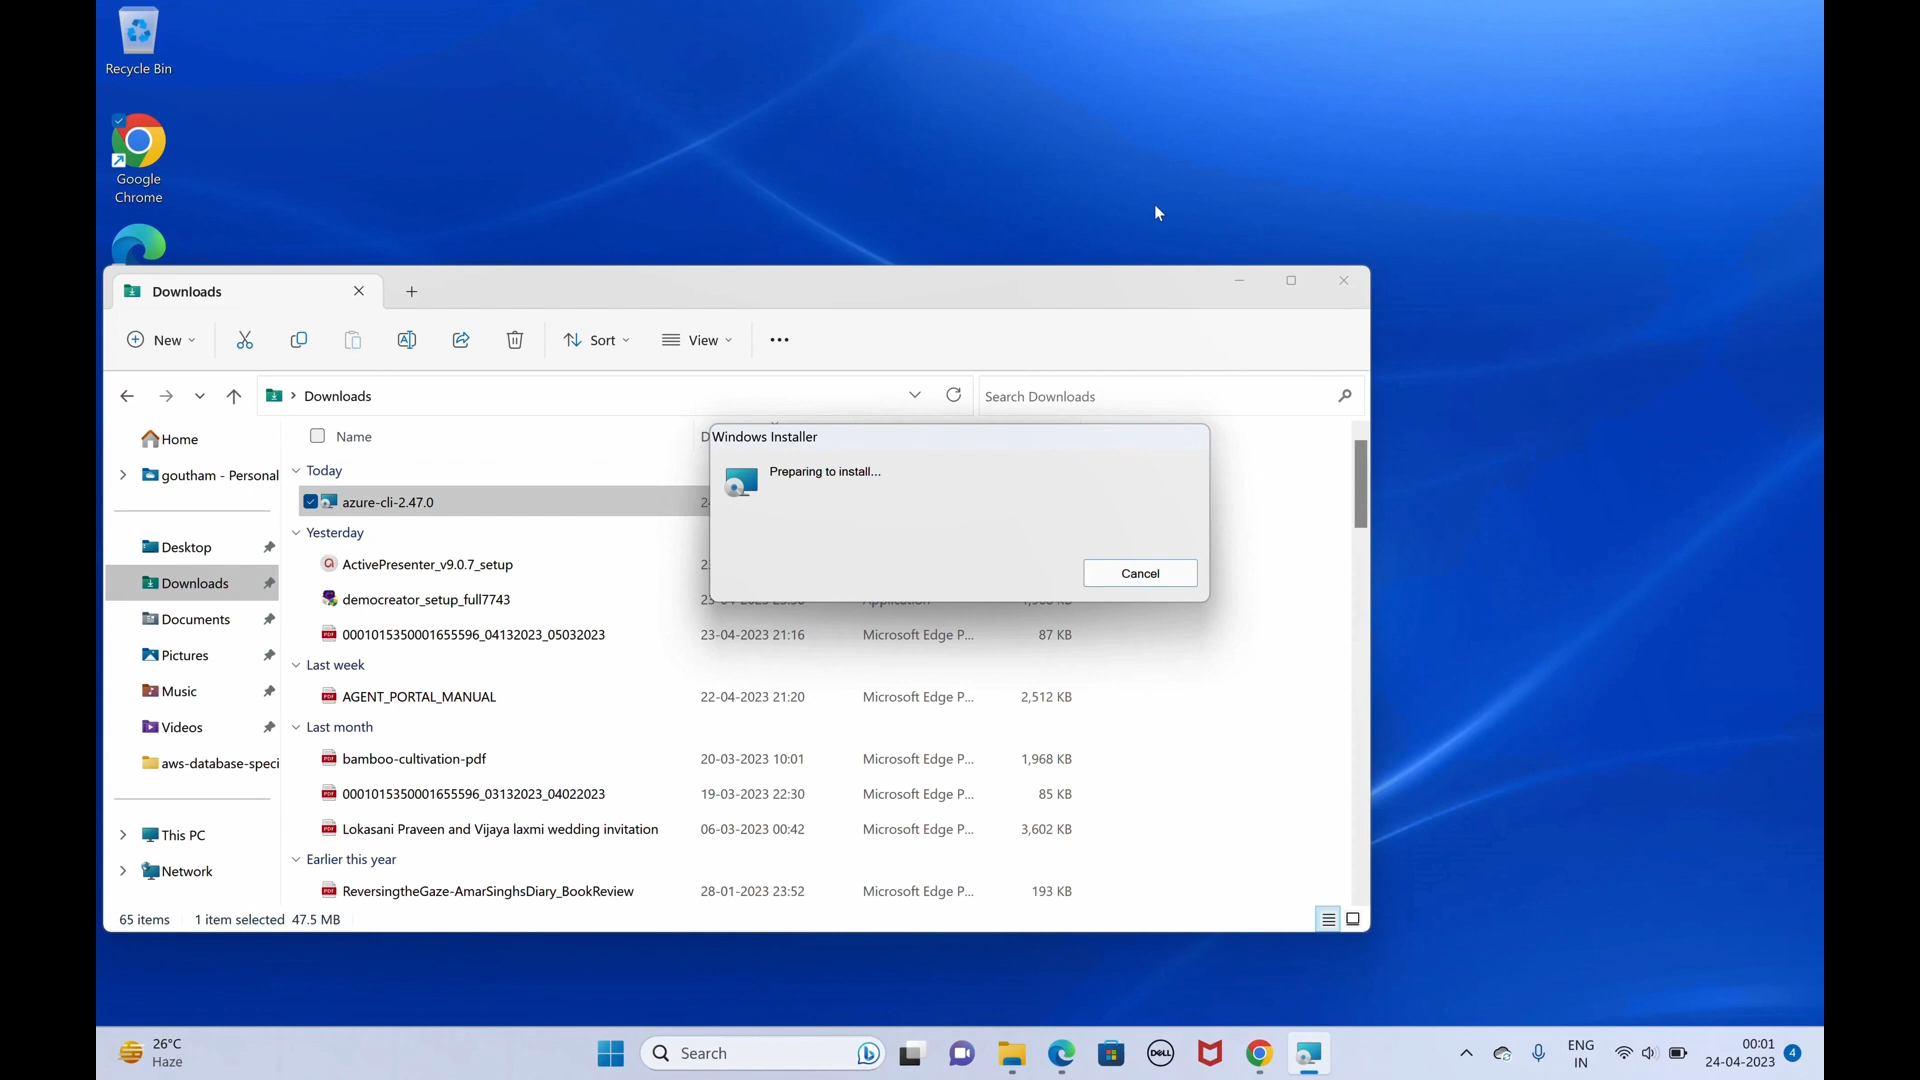 Recycle Bin
Google
Chrome
Downloads
New
Sort
View
Downloads
Search Downloads
Home
goutham - Personal
Desktop
Downloads
Documents
Pictures
Music
Videos
aws-database-speci
This PC
Network
Name
Today
azure-cli-2.47.0
Yesterday
ActivePresenter_v9.0.7_setup
democreator_setup_full7743
0001015350001655596_04132023_05032023 23-04-2023 21:16 Microsoft Edge P... 87 KB
Last week
AGENT_PORTAL_MANUAL 22-04-2023 21:20 Microsoft Edge P... 2,512 KB
Last month
bamboo-cultivation-pdf 20-03-2023 10:01 Microsoft Edge P... 1,968 KB
0001015350001655596_03132023_04022023 19-03-2023 22:30 Microsoft Edge P... 85 KB
Lokasani Praveen and Vijaya laxmi wedding invitation 06-03-2023 00:42 Microsoft Edge P... 3,602 KB
Earlier this year
ReversingtheGaze-AmarSinghsDiary_BookReview 28-01-2023 23:52 Microsoft Edge P... 193 KB
65 items 1 item selected 47.5 MB
Windows Installer
Preparing to install...
Cancel
26°C
Haze
Search
DELL
ENG
IN
00:01
24-04-2023
4